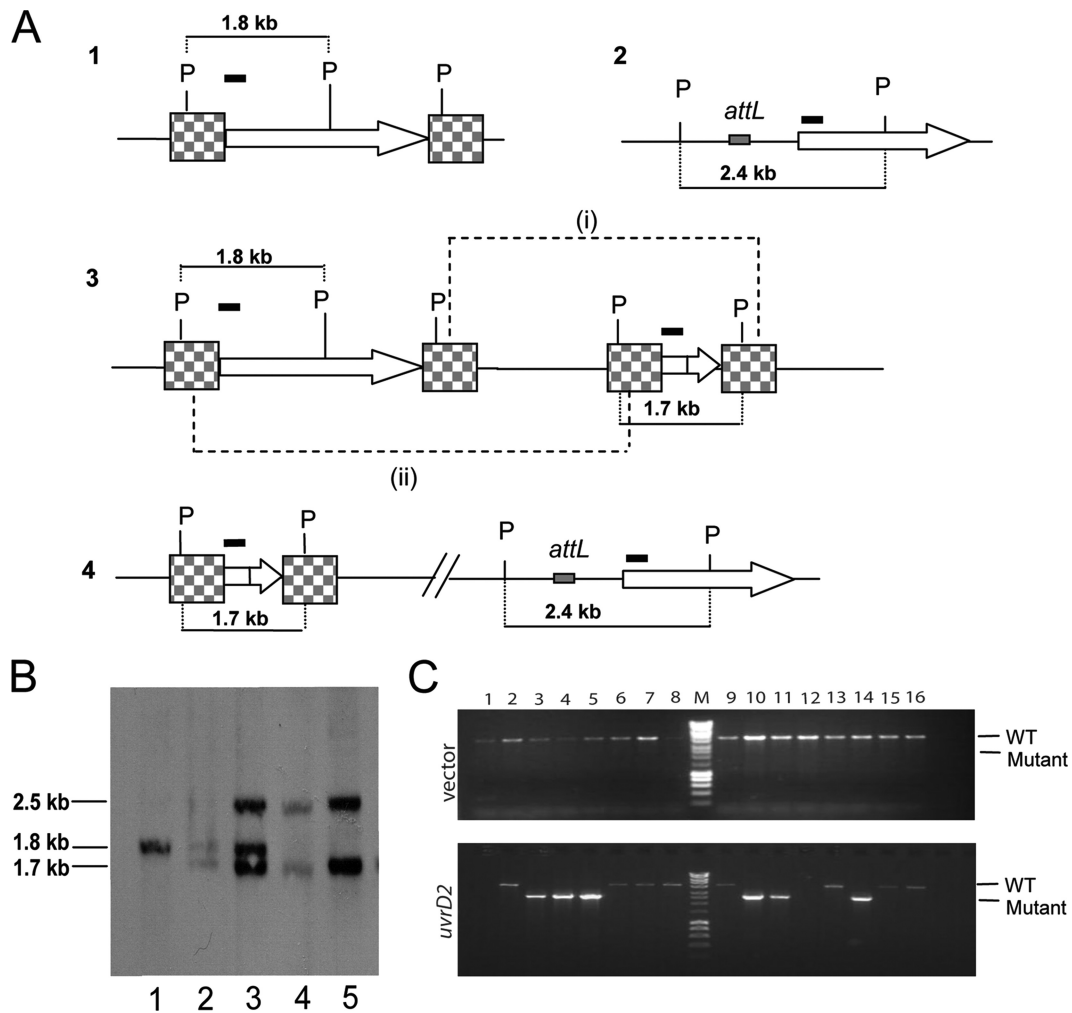 A
1
1.8 kb
P
P
P
2
P
attL
P
2.4 kb
3
(i)
1.8 kb
P
P
P
P
P
1.7 kb
(ii)
4
P
P
1.7 kb
P
attL
P
2.4 kb
B
2.5 kb
1.8 kb
1.7 kb
1 2 3 4 5
C
1 2 3 4 5 6 7 8 M 9 10 11 12 13 14 15 16
vector
WT
Mutant
uvrD2
WT
Mutant